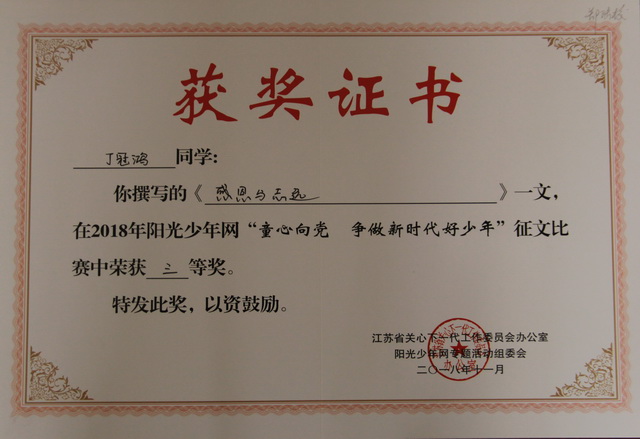 获奖证书
丁冠鸿同学:
你撰写的《感恩与志远》一文,
在2018年阳光少年网“童心向党 争做新时代好少年”征文比
赛中荣获三等奖。
特发此奖,以资鼓励。
江苏省关心下一代工作委员会办公室
阳光少年网专题活动组委会
二〇一八年十一月
办公室